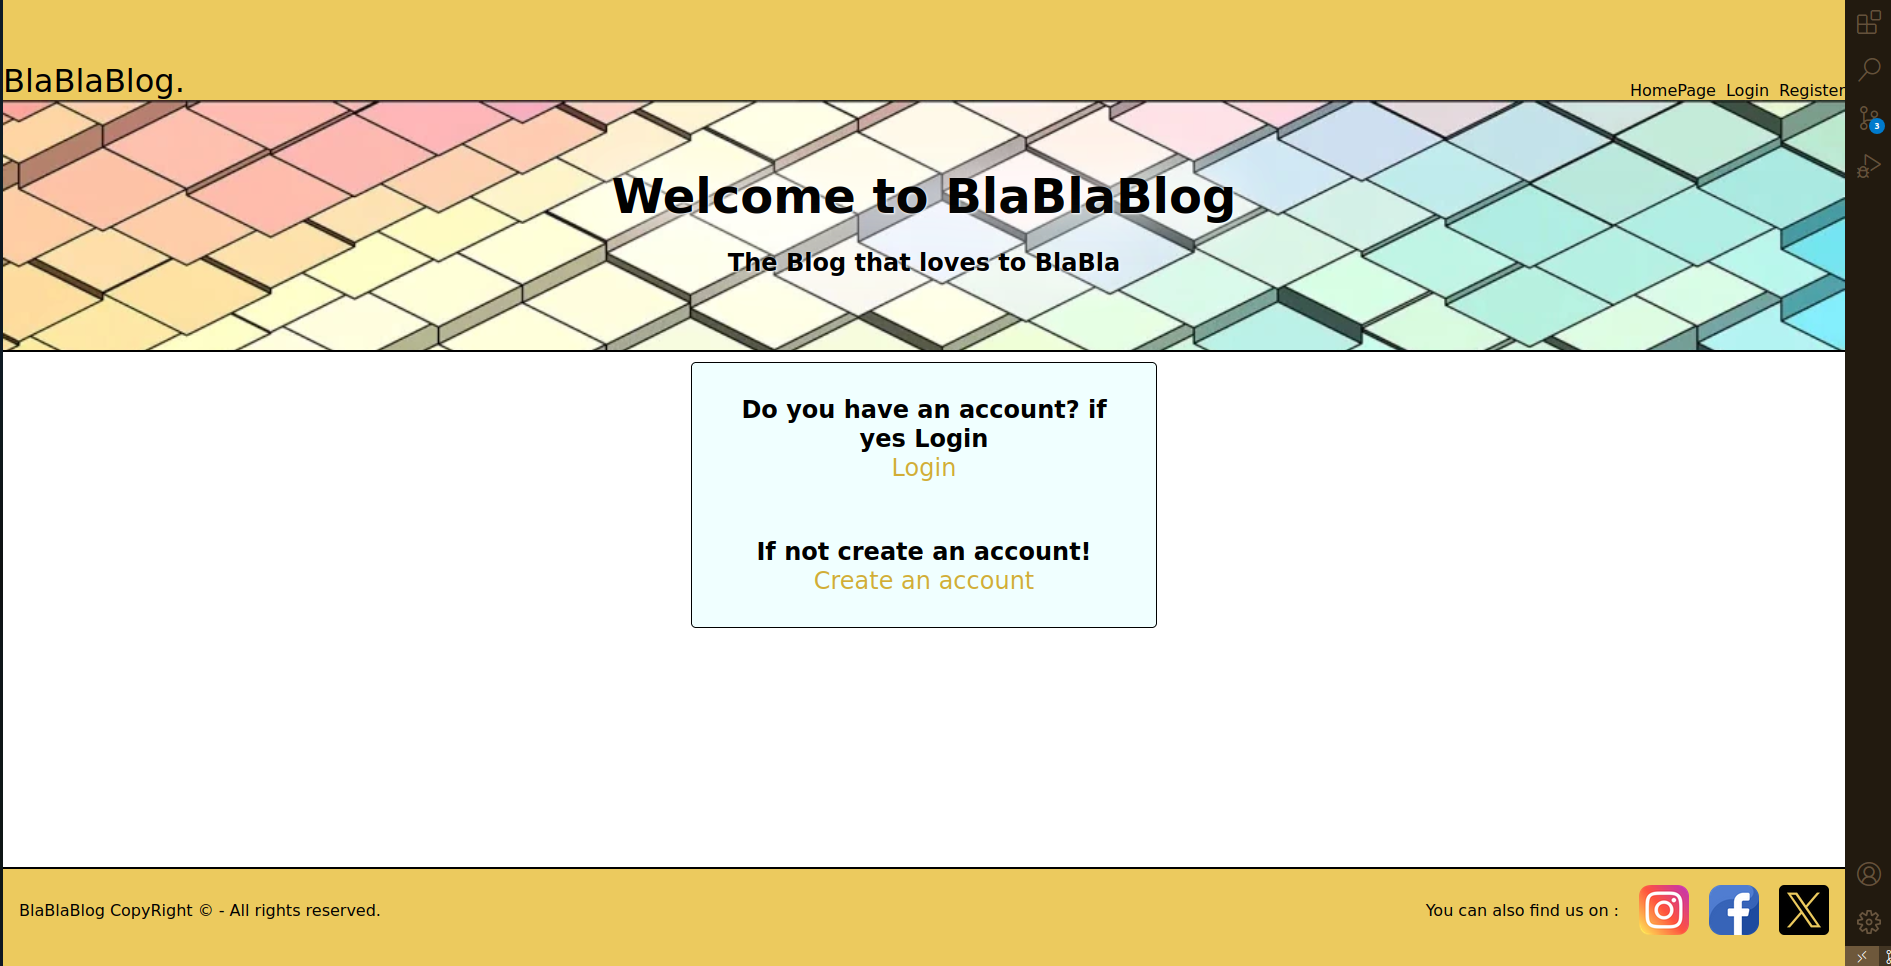 BlaBlaBlog.
HomePage Login Register
Welcome to BlaBlaBlog
The Blog that loves to BlaBla
Do you have an account? if
yes Login
Login
If not create an account!
Create an account
BlaBlaBlog CopyRight © - All rights reserved.
You can also find us on :
3